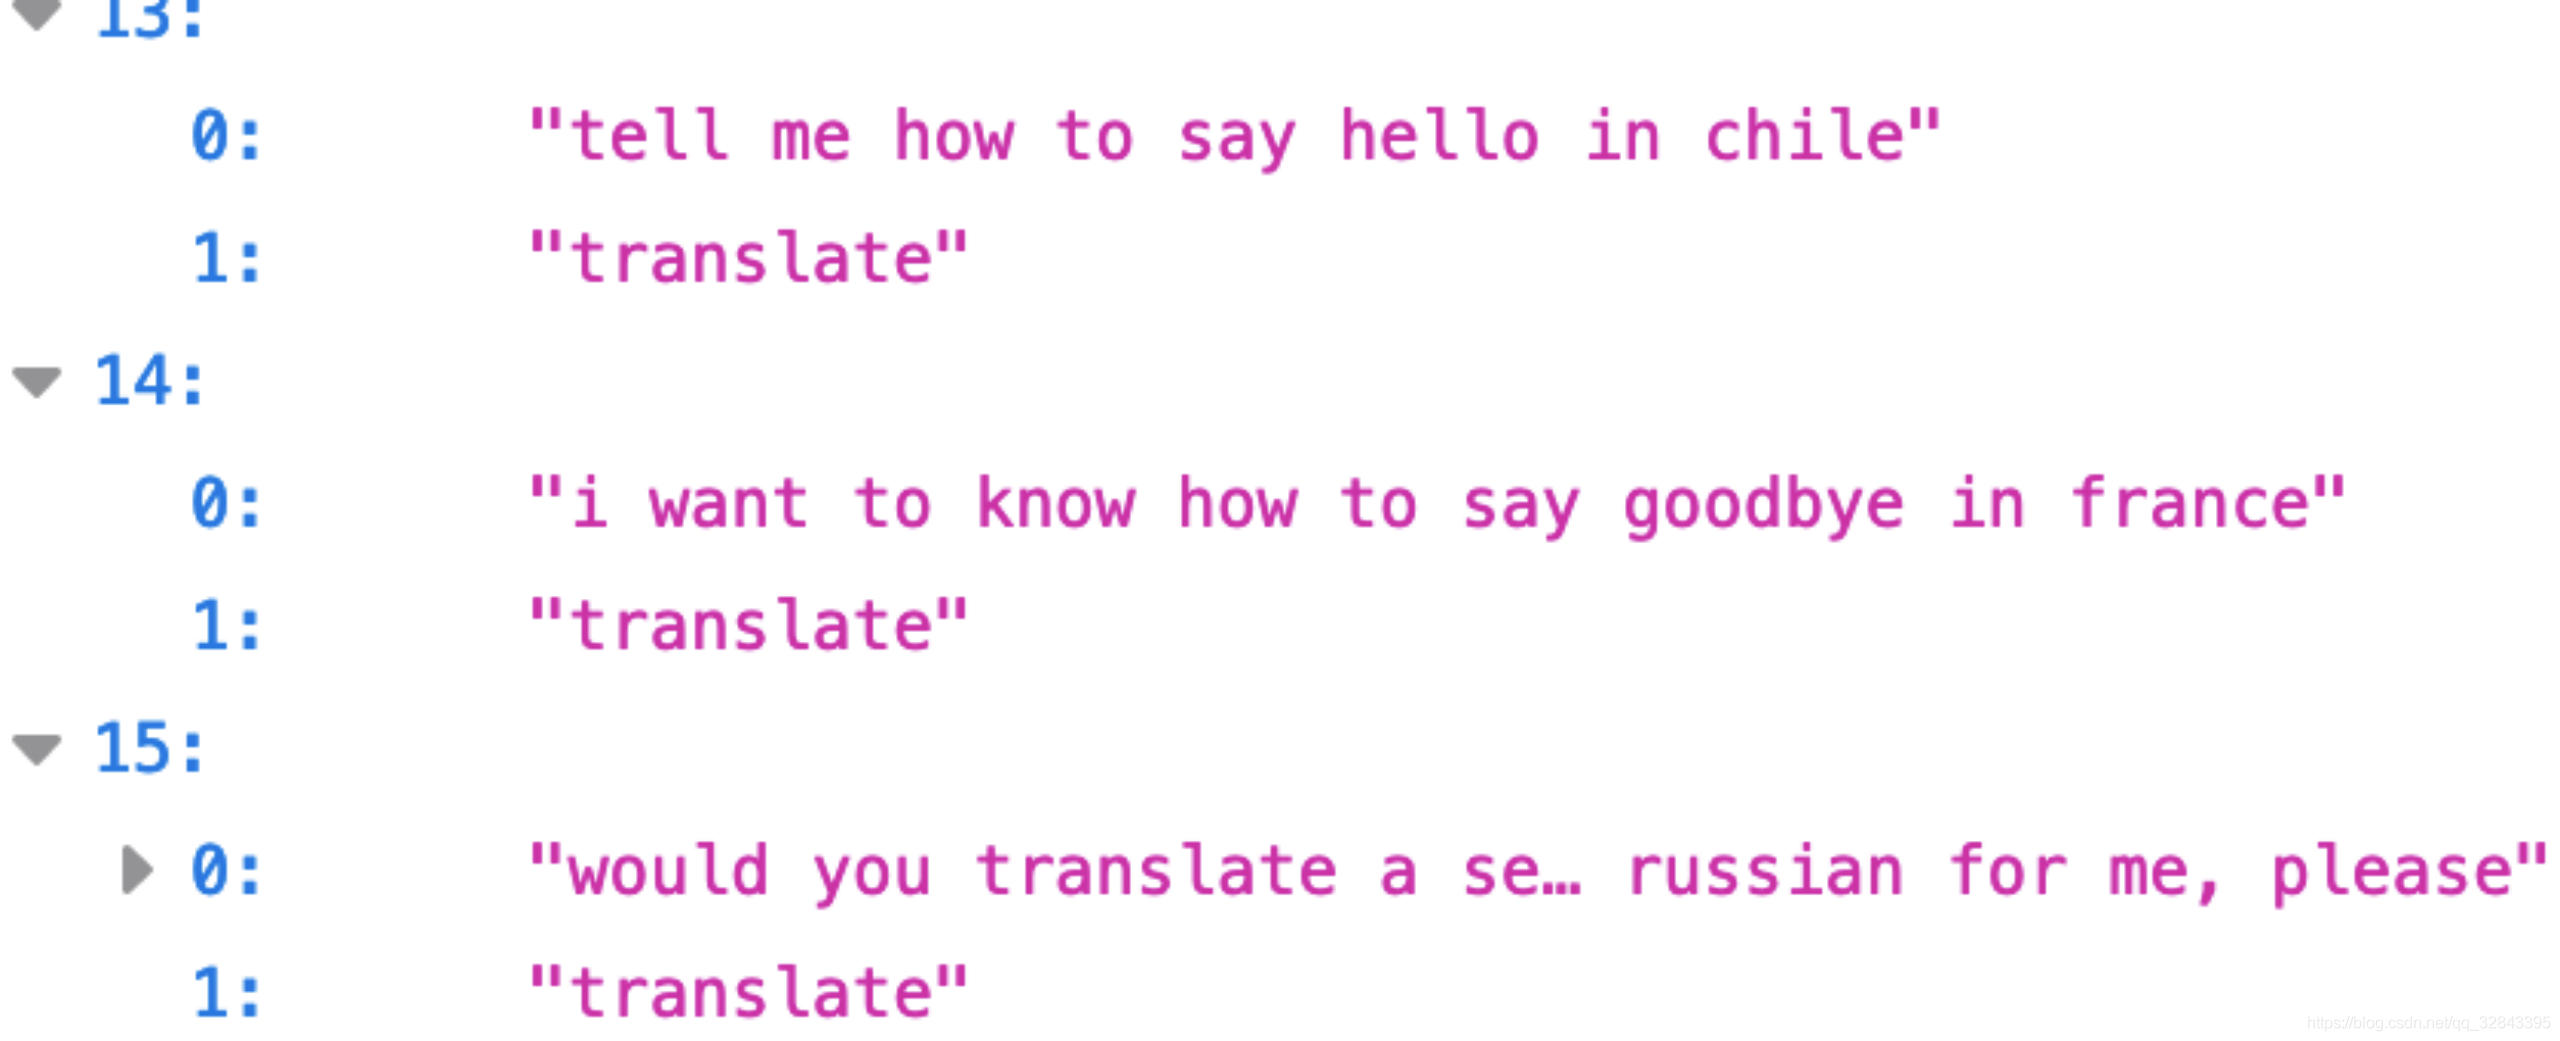 13:
0: "tell me how to say hello in chile"
1: "translate"
14:
0: "i want to know how to say goodbye in france"
1: "translate"
15:
0: "would you translate a se… russian for me, please"
1: "translate"
https://blog.csdn.net/qq_32843395